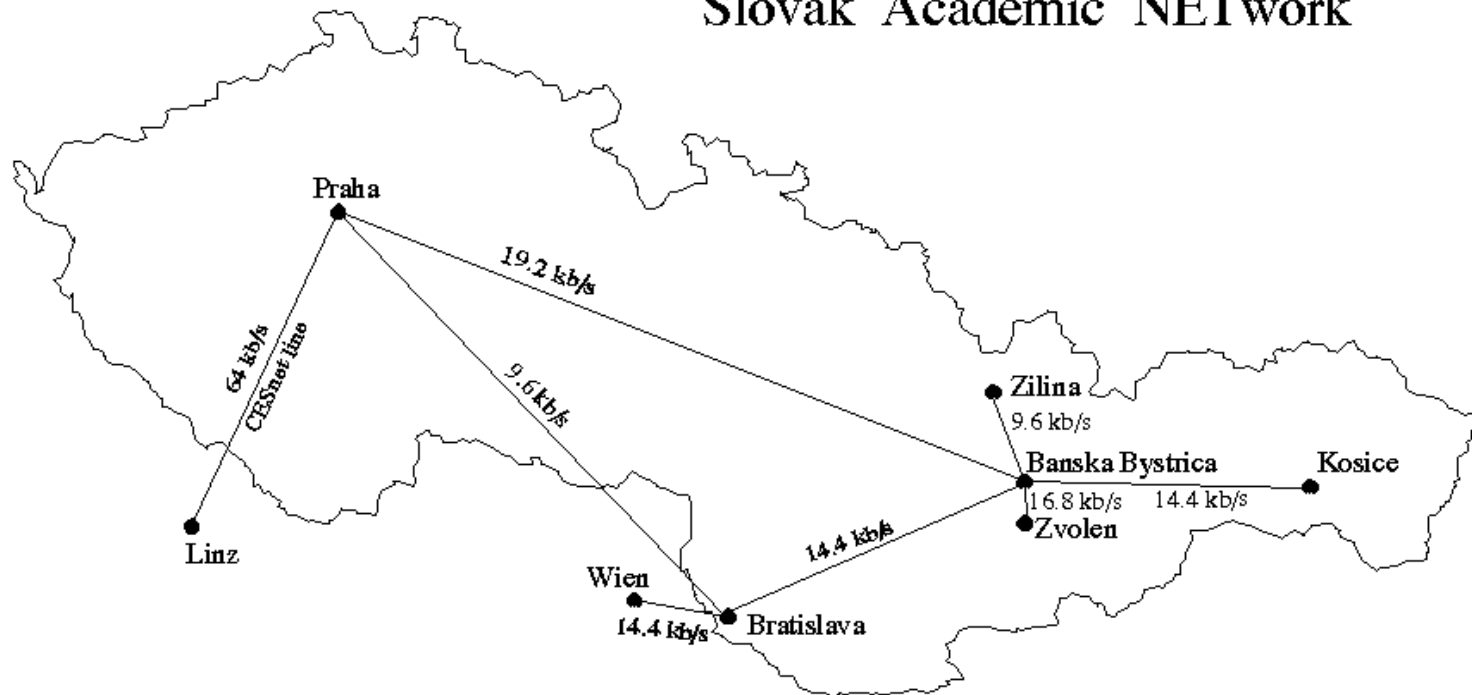 Slovak Academic NETwork
Praha
19.2 kb/s
64 kb/s
CESnet line
9.6 kb/s
Zilina
9.6 kb/s
Banska Bystrica
Kosice
16.8 kb/s
14.4 kb/s
Zvolen
Linz
14.4 kb/s
Wien
14.4 kb/s
Bratislava